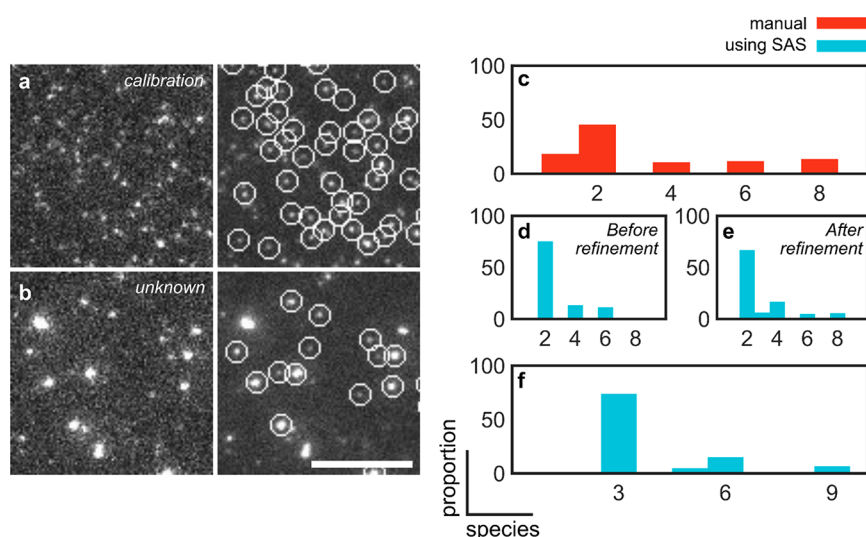 manual
using SAS
a calibration
b unknown
100
c
50
0
2 4 6 8
100
d Before
refinement
50
0
2 4 6 8
100
e After
refinement
50
0
2 4 6 8
100
f
50
0
3 6 9
proportion
species